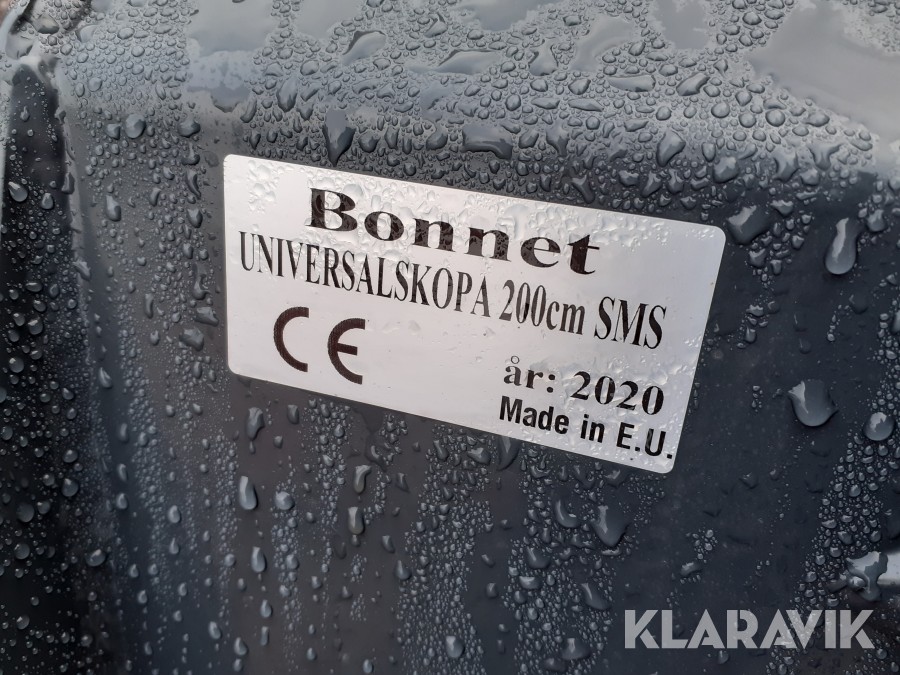 Bonnet
UNIVERSALSKOPA 200cm SMS
CE
år: 2020
Made in E.U.
KLARAVIK